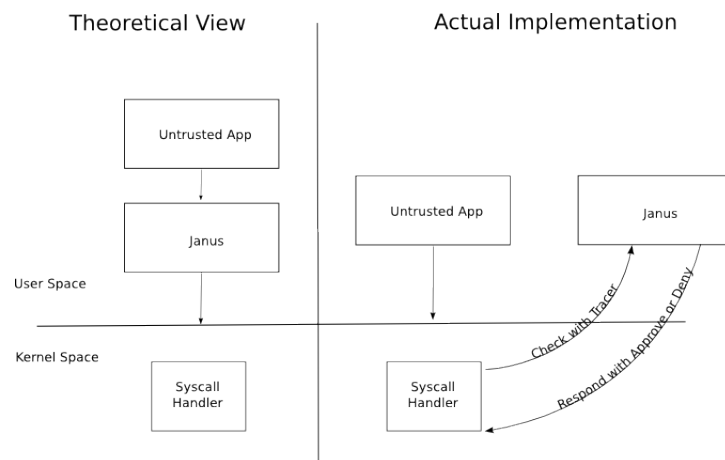 Theoretical View
Actual Implementation
Untrusted App
Janus
User Space
Kernel Space
Syscall
Handler
Untrusted App
Janus
Check with Tracer
Respond with Approve or Deny
Syscall
Handler